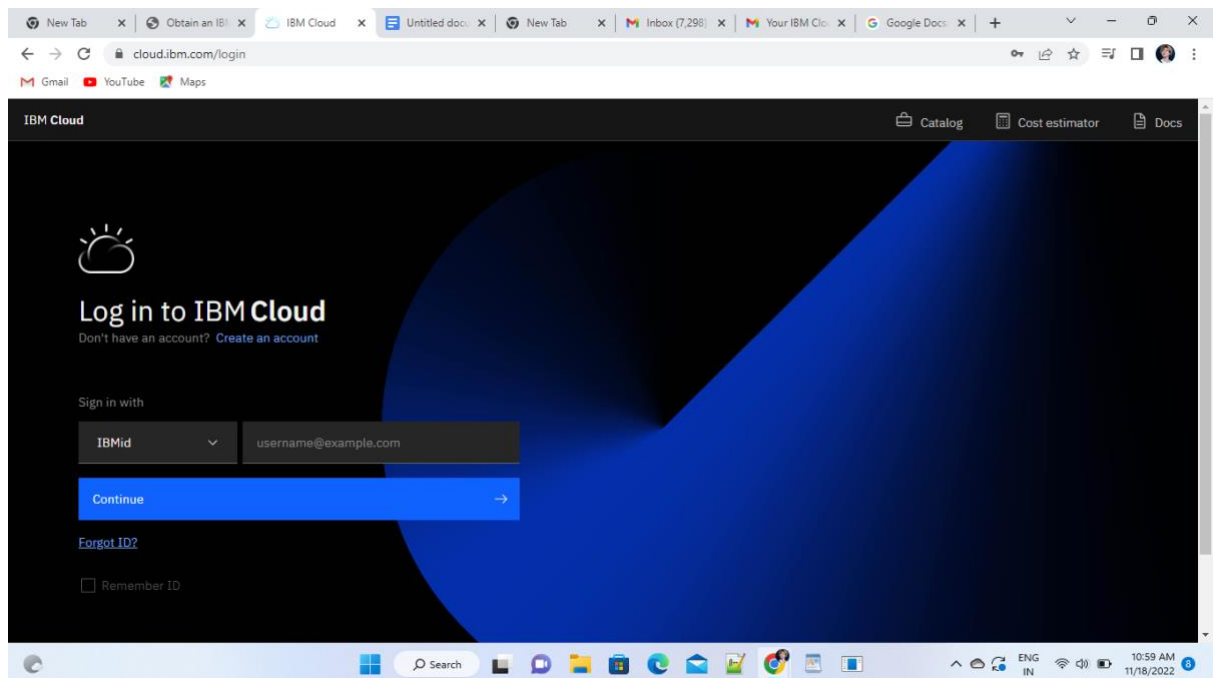 New Tab Obtain an IBM IBM Cloud Untitled docu New Tab Inbox (7,298) Your IBM Clou Google Docs:
cloud.ibm.com/login
Gmail YouTube Maps
IBM Cloud Catalog Cost estimator Docs
Log in to IBM Cloud
Don't have an account? Create an account
Sign in with
IBMid username@example.com
Continue
Forgot ID?
Remember ID
Search ENG 10:59 AM
IN 11/18/2022 8